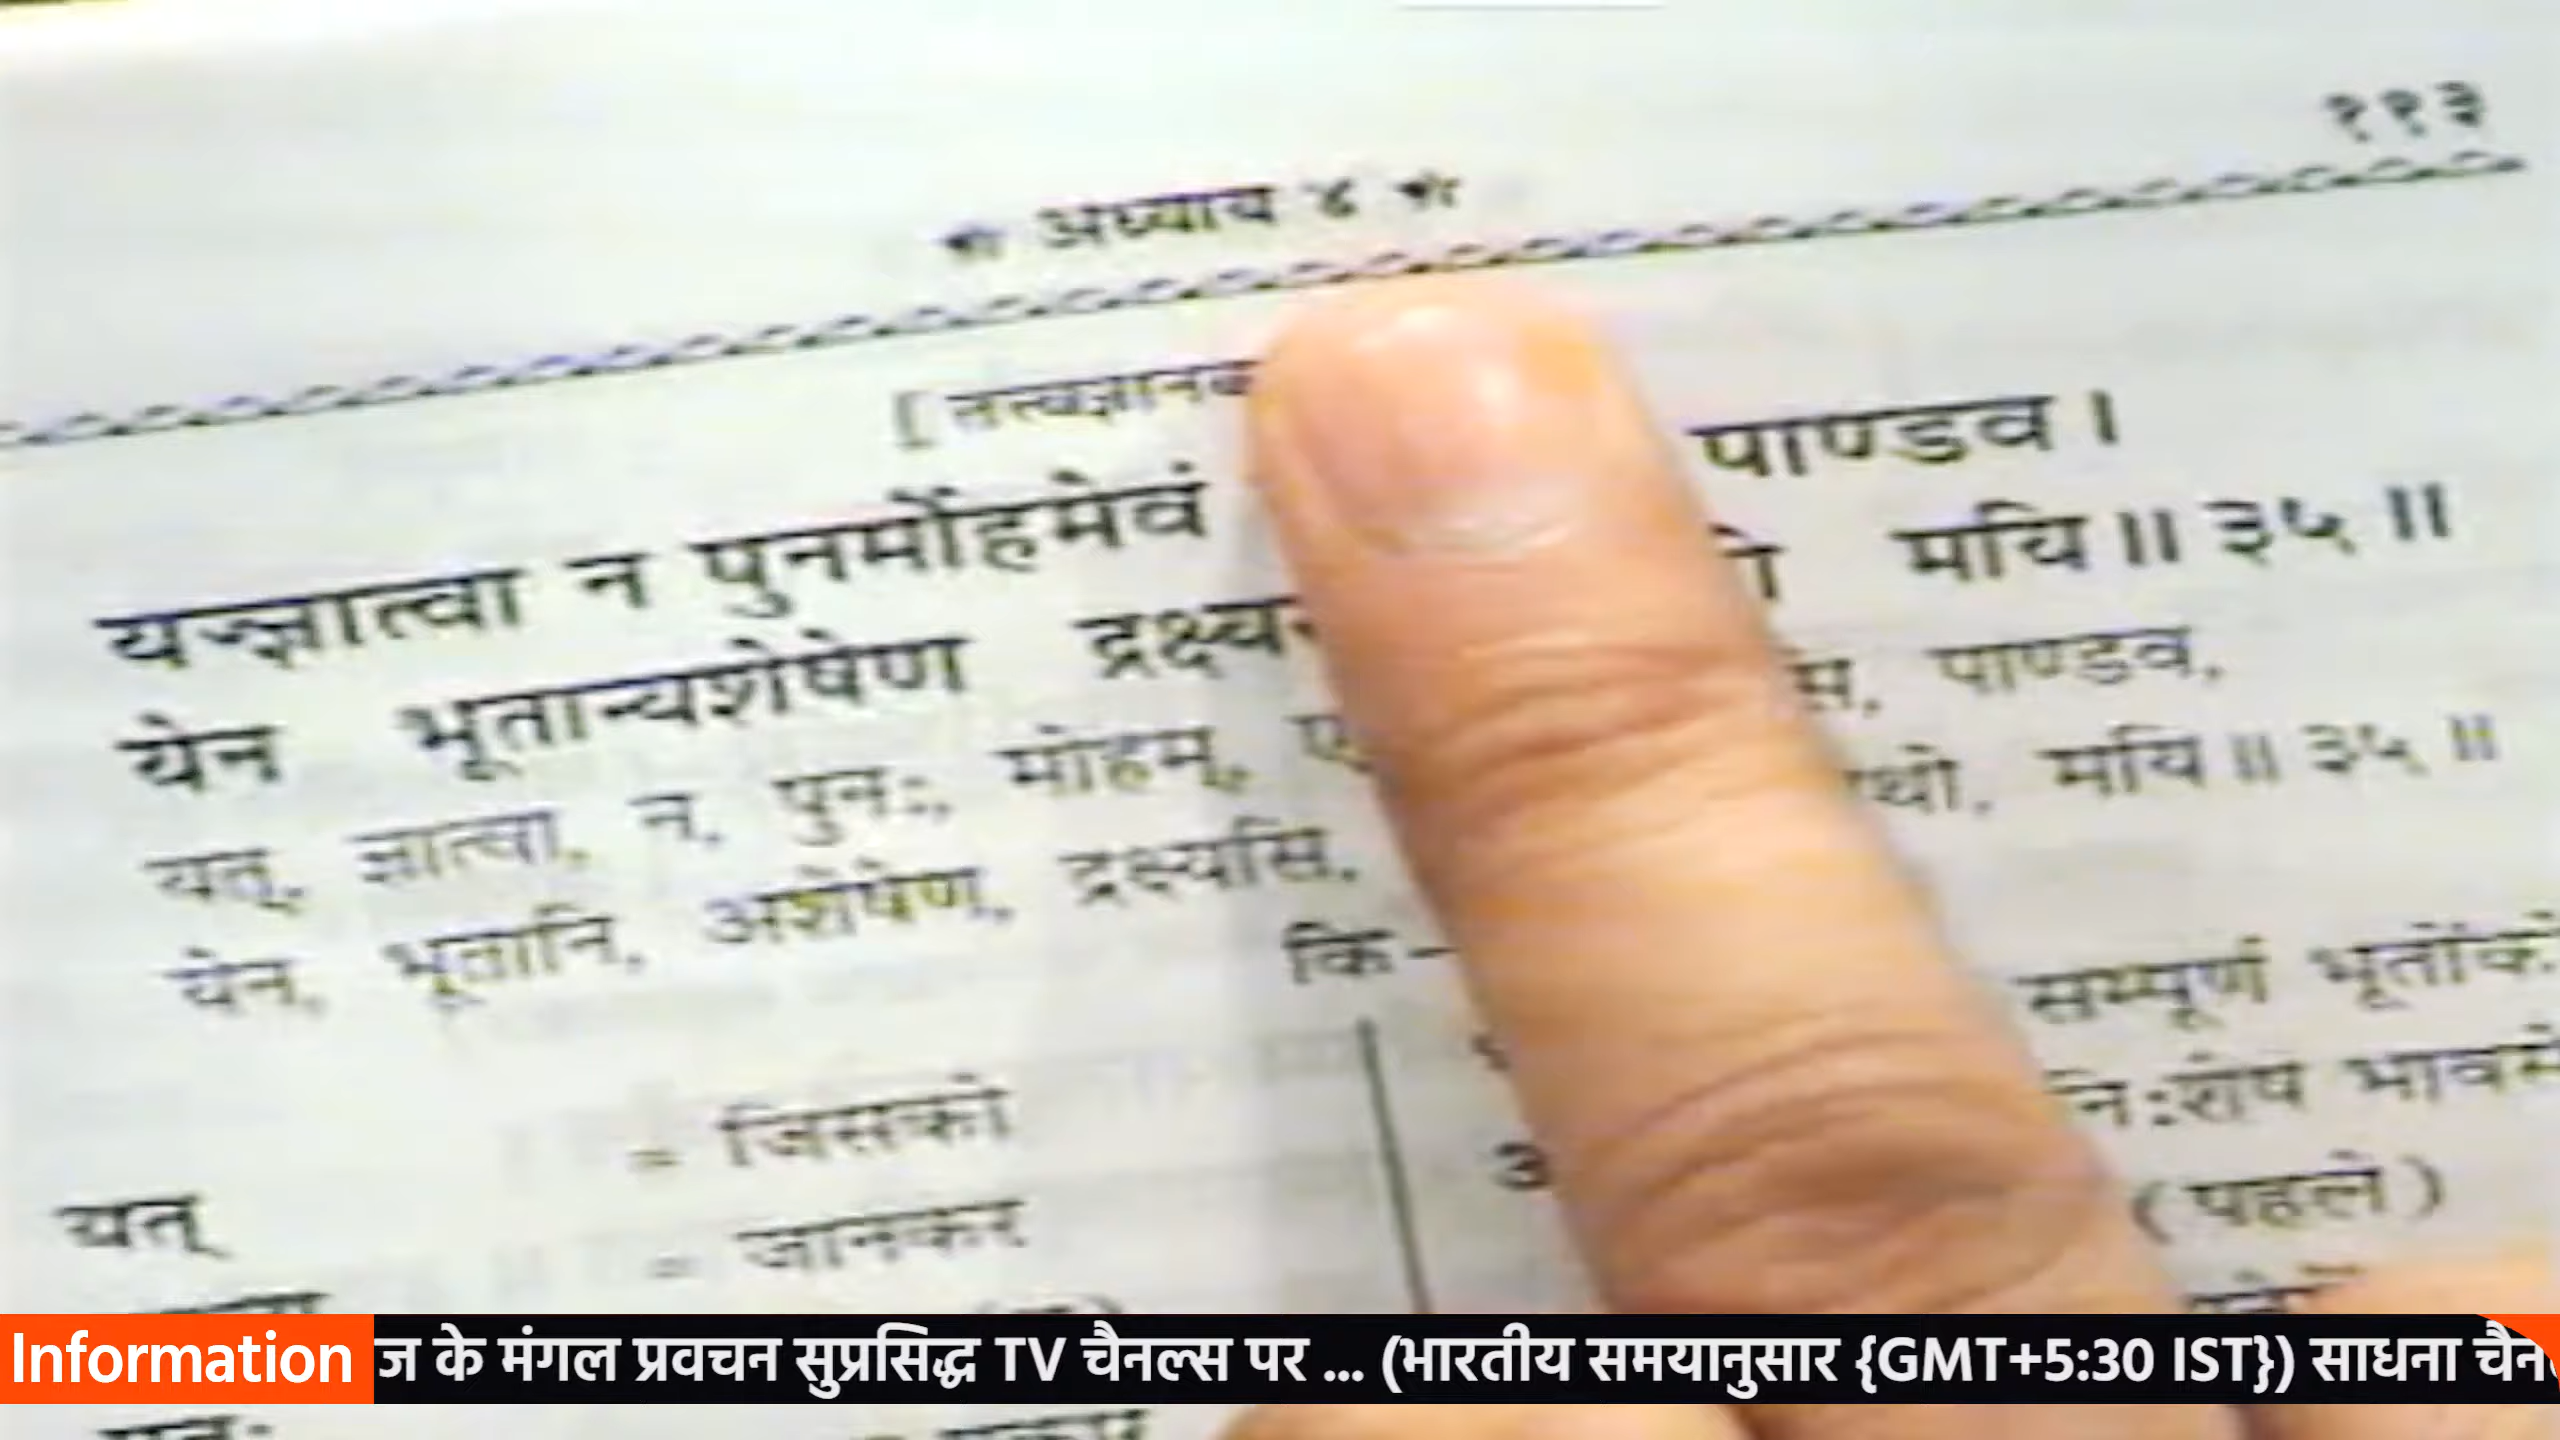 ११३
* अध्याय ४ *
[ तत्त्वज्ञानक
यज्ज्ञात्वा न पुनर्मोहमेवं पाण्डव ।
येन भूतान्यशेषेण मयि ॥ ३५ ॥
यत्, ज्ञात्वा, न, पुनः, मोहम्, पाण्डव,
येन, भूतानि, अशेषेण, द्रक्ष्यसि, मयि ॥ ३५ ॥
कि-
सम्पूर्ण
= जिसको नि:शेष
यत् (पहले)
= जानकर
Information ज के मंगल प्रवचन सुप्रसिद्ध TV चैनल्स पर ... (भारतीय समयानुसार {GMT+5:30 IST}) साधना